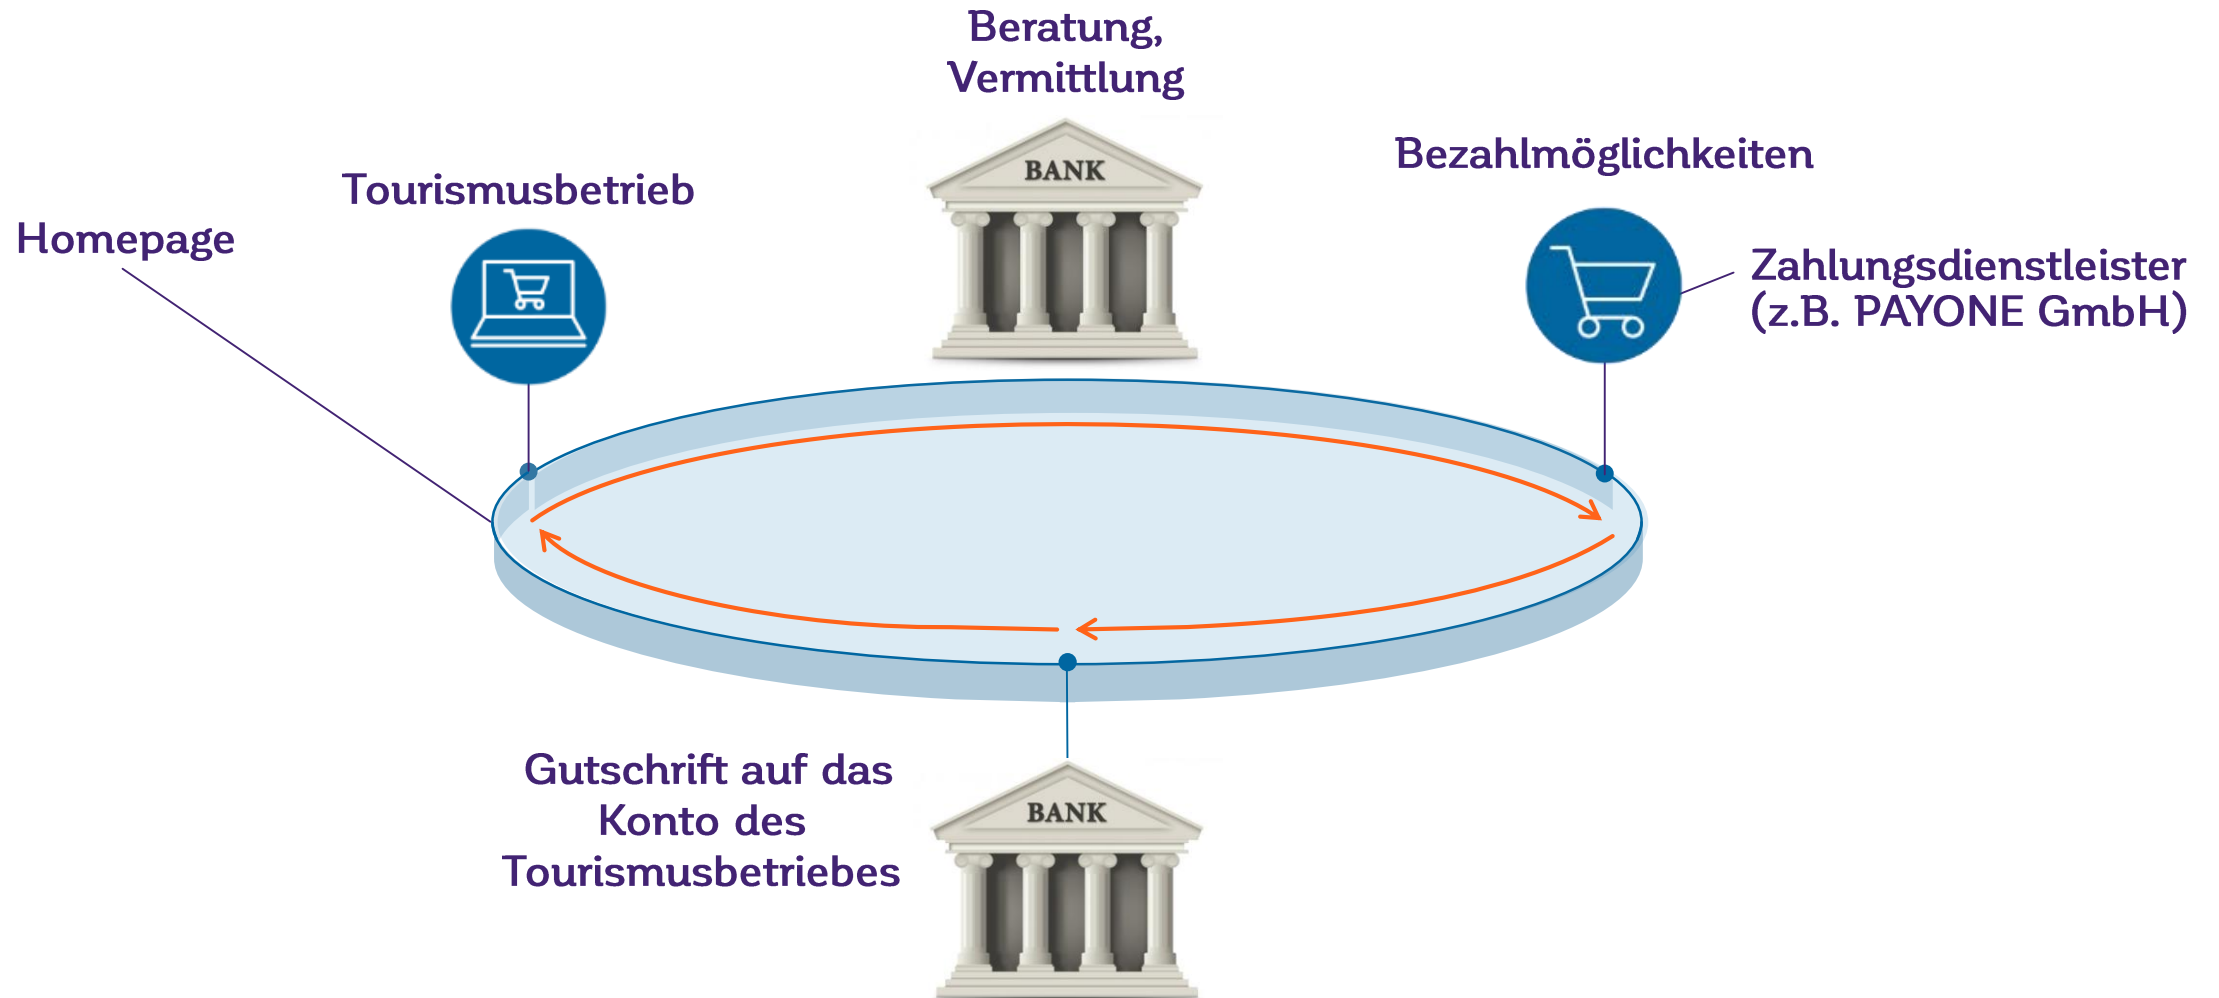 Beratung,
Vermittlung
BANK
Bezahlmöglichkeiten
Tourismusbetrieb
Homepage
Zahlungsdienstleister
(z.B. PAYONE GmbH)
Gutschrift auf das
Konto des
Tourismusbetriebes
BANK